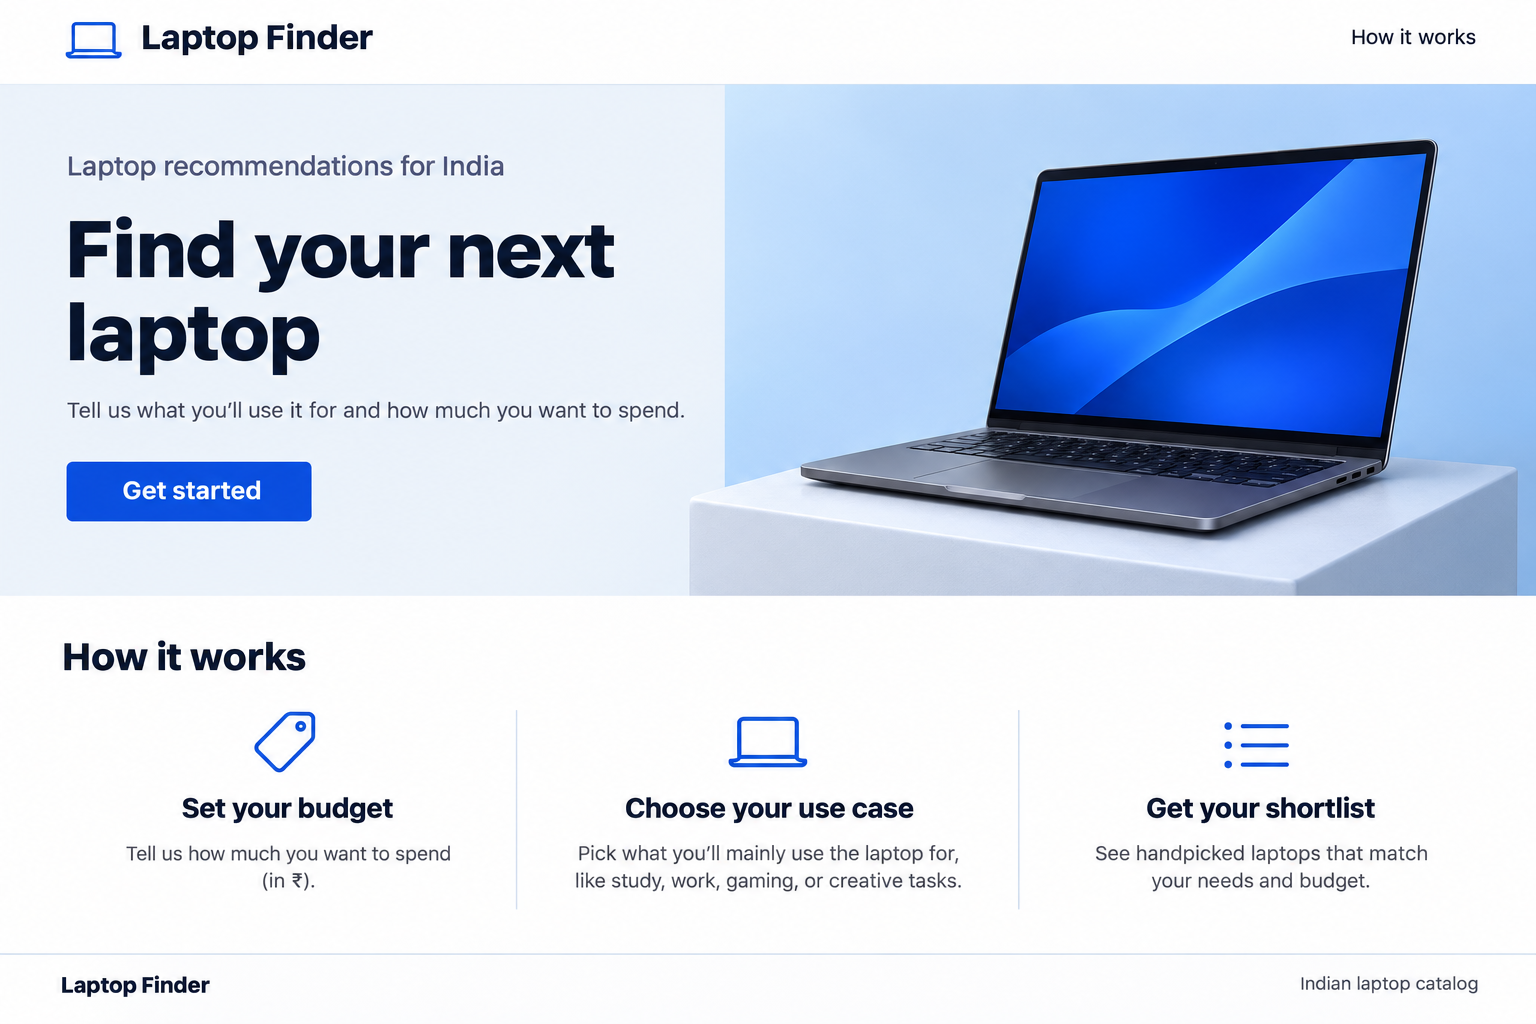 Laptop Finder
How it works
Laptop recommendations for India
Find your next
laptop
Tell us what you’ll use it for and how much you want to spend.
Get started
How it works
Set your budget
Tell us how much you want to spend
(in ₹).
Choose your use case
Pick what you’ll mainly use the laptop for,
like study, work, gaming, or creative tasks.
Get your shortlist
See handpicked laptops that match
your needs and budget.
Laptop Finder
Indian laptop catalog